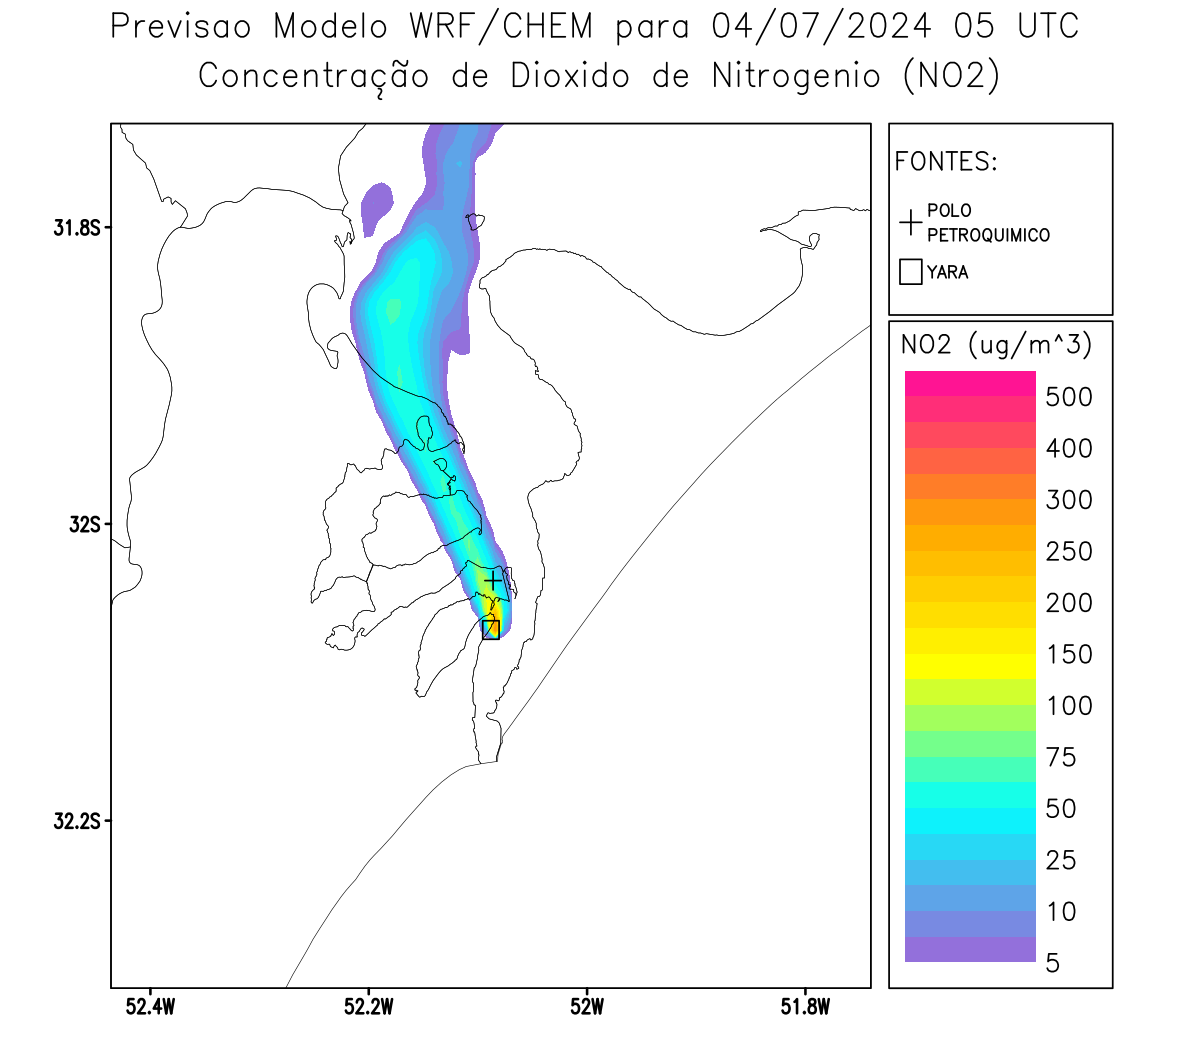 Previsao Modelo WRF/CHEM para 04/07/2024 05 UTC
Concentração de Dioxido de Nitrogenio (NO2)
FONTES:
POLO
PETROQUIMICO
YARA
NO2 (ug/m^3)
500
400
300
250
200
150
100
75
50
25
10
5
31.8S
32S
32.2S
52.4W
52.2W
52W
51.8W